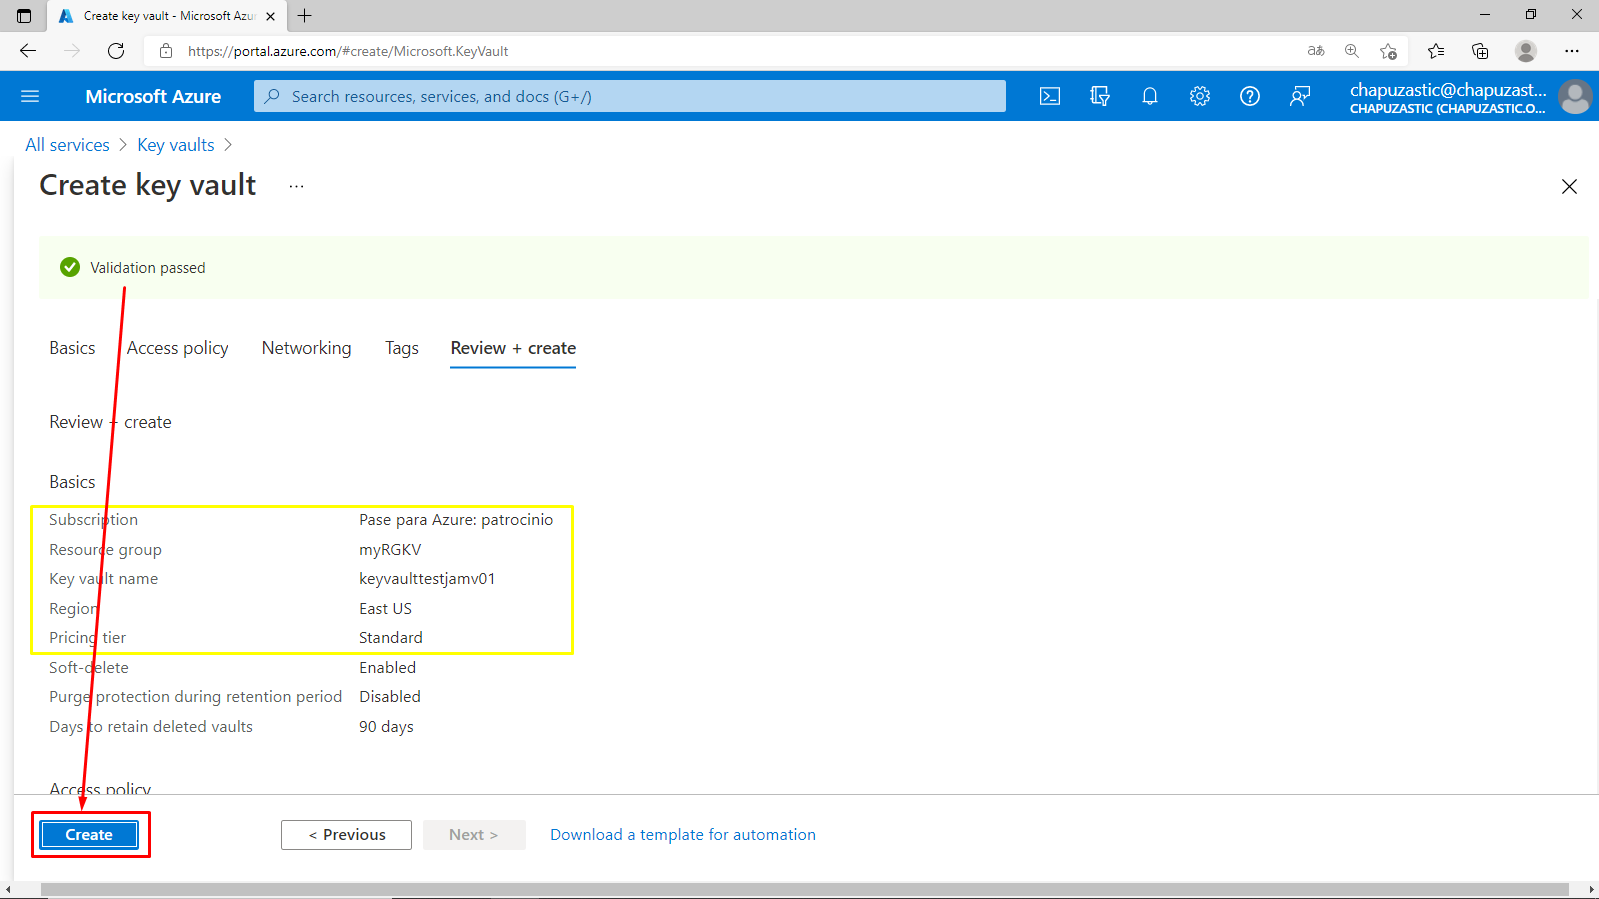 Create key vault - Microsoft Azur
https://portal.azure.com/#create/Microsoft.KeyVault
aあ
Microsoft Azure
Search resources, services, and docs (G+/)
chapuzastic@chapuzast...
CHAPUZASTIC (CHAPUZASTIC.O...
All services > Key vaults >
Create key vault ...
Validation passed
Basics Access policy Networking Tags Review + create
Review + create
Basics
Subscription Pase para Azure: patrocinio
Resource group myRGKV
Key vault name keyvaulttestjamv01
Region East US
Pricing tier Standard
Soft-delete Enabled
Purge protection during retention period Disabled
Days to retain deleted vaults 90 days
Access policy
Create < Previous Next > Download a template for automation